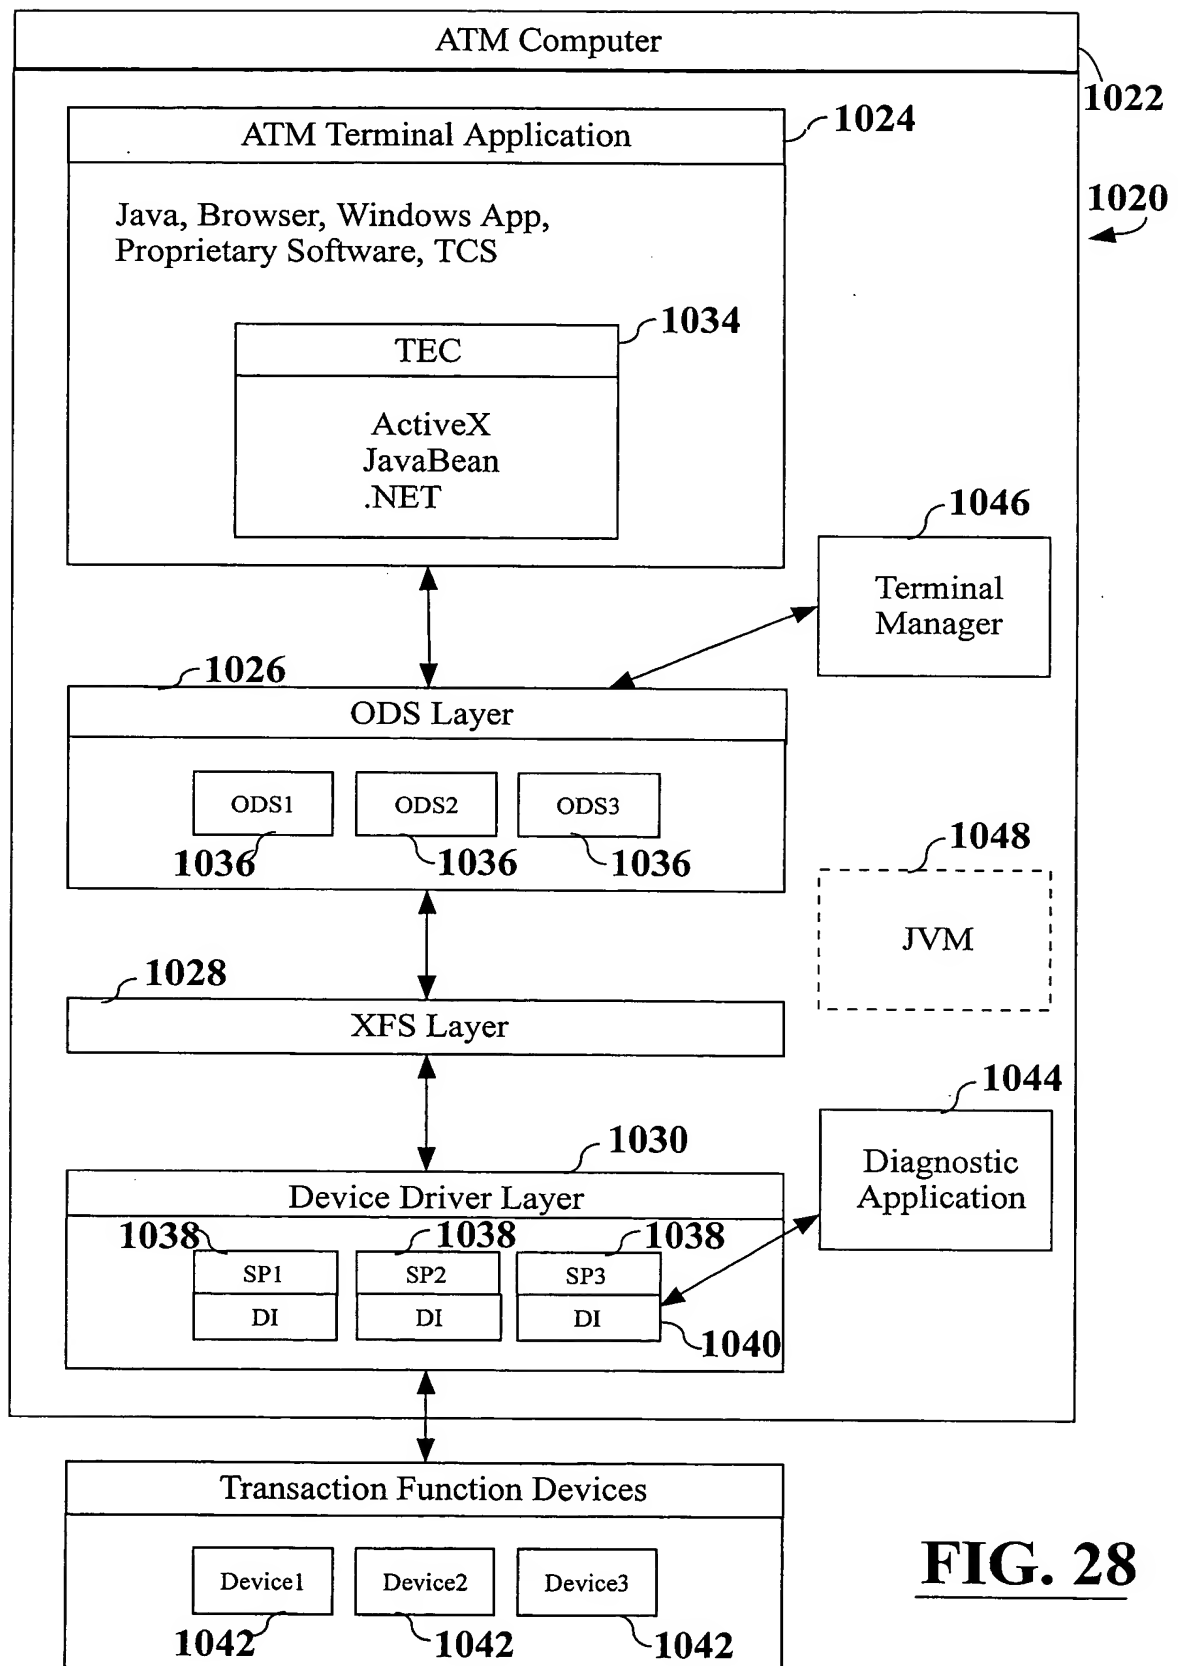 ATM Computer
1022
ATM Terminal Application
1024
1020
Java, Browser, Windows App,
Proprietary Software, TCS
1034
TEC
ActiveX
JavaBean
.NET
1046
Terminal
Manager
1026
ODS Layer
ODS1
ODS2
ODS3
1036
1036
1036
1048
JVM
1028
XFS Layer
1044
Diagnostic
Application
1030
Device Driver Layer
1038
1038
1038
SP1
SP2
SP3
DI
DI
DI
1040
Transaction Function Devices
Device1
Device2
Device3
1042
1042
1042
FIG. 28